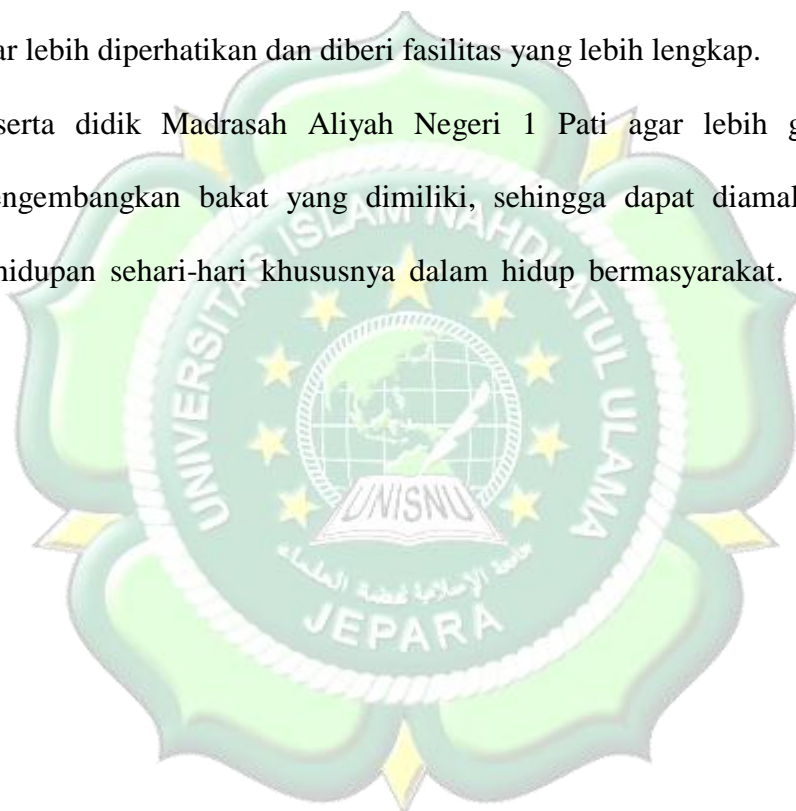 ar lebih diperhatikan dan diberi fasilitas yang lebih lengkap.
serta didik Madrasah Aliyah Negeri 1 Pati agar lebih g
engembangkan bakat yang dimiliki, sehingga dapat diamal
hidupan sehari-hari khususnya dalam hidup bermasyarakat.
UNIVERSITAS ISLAM NAHDLATUL ULAMA
UNISNU
JEPARA